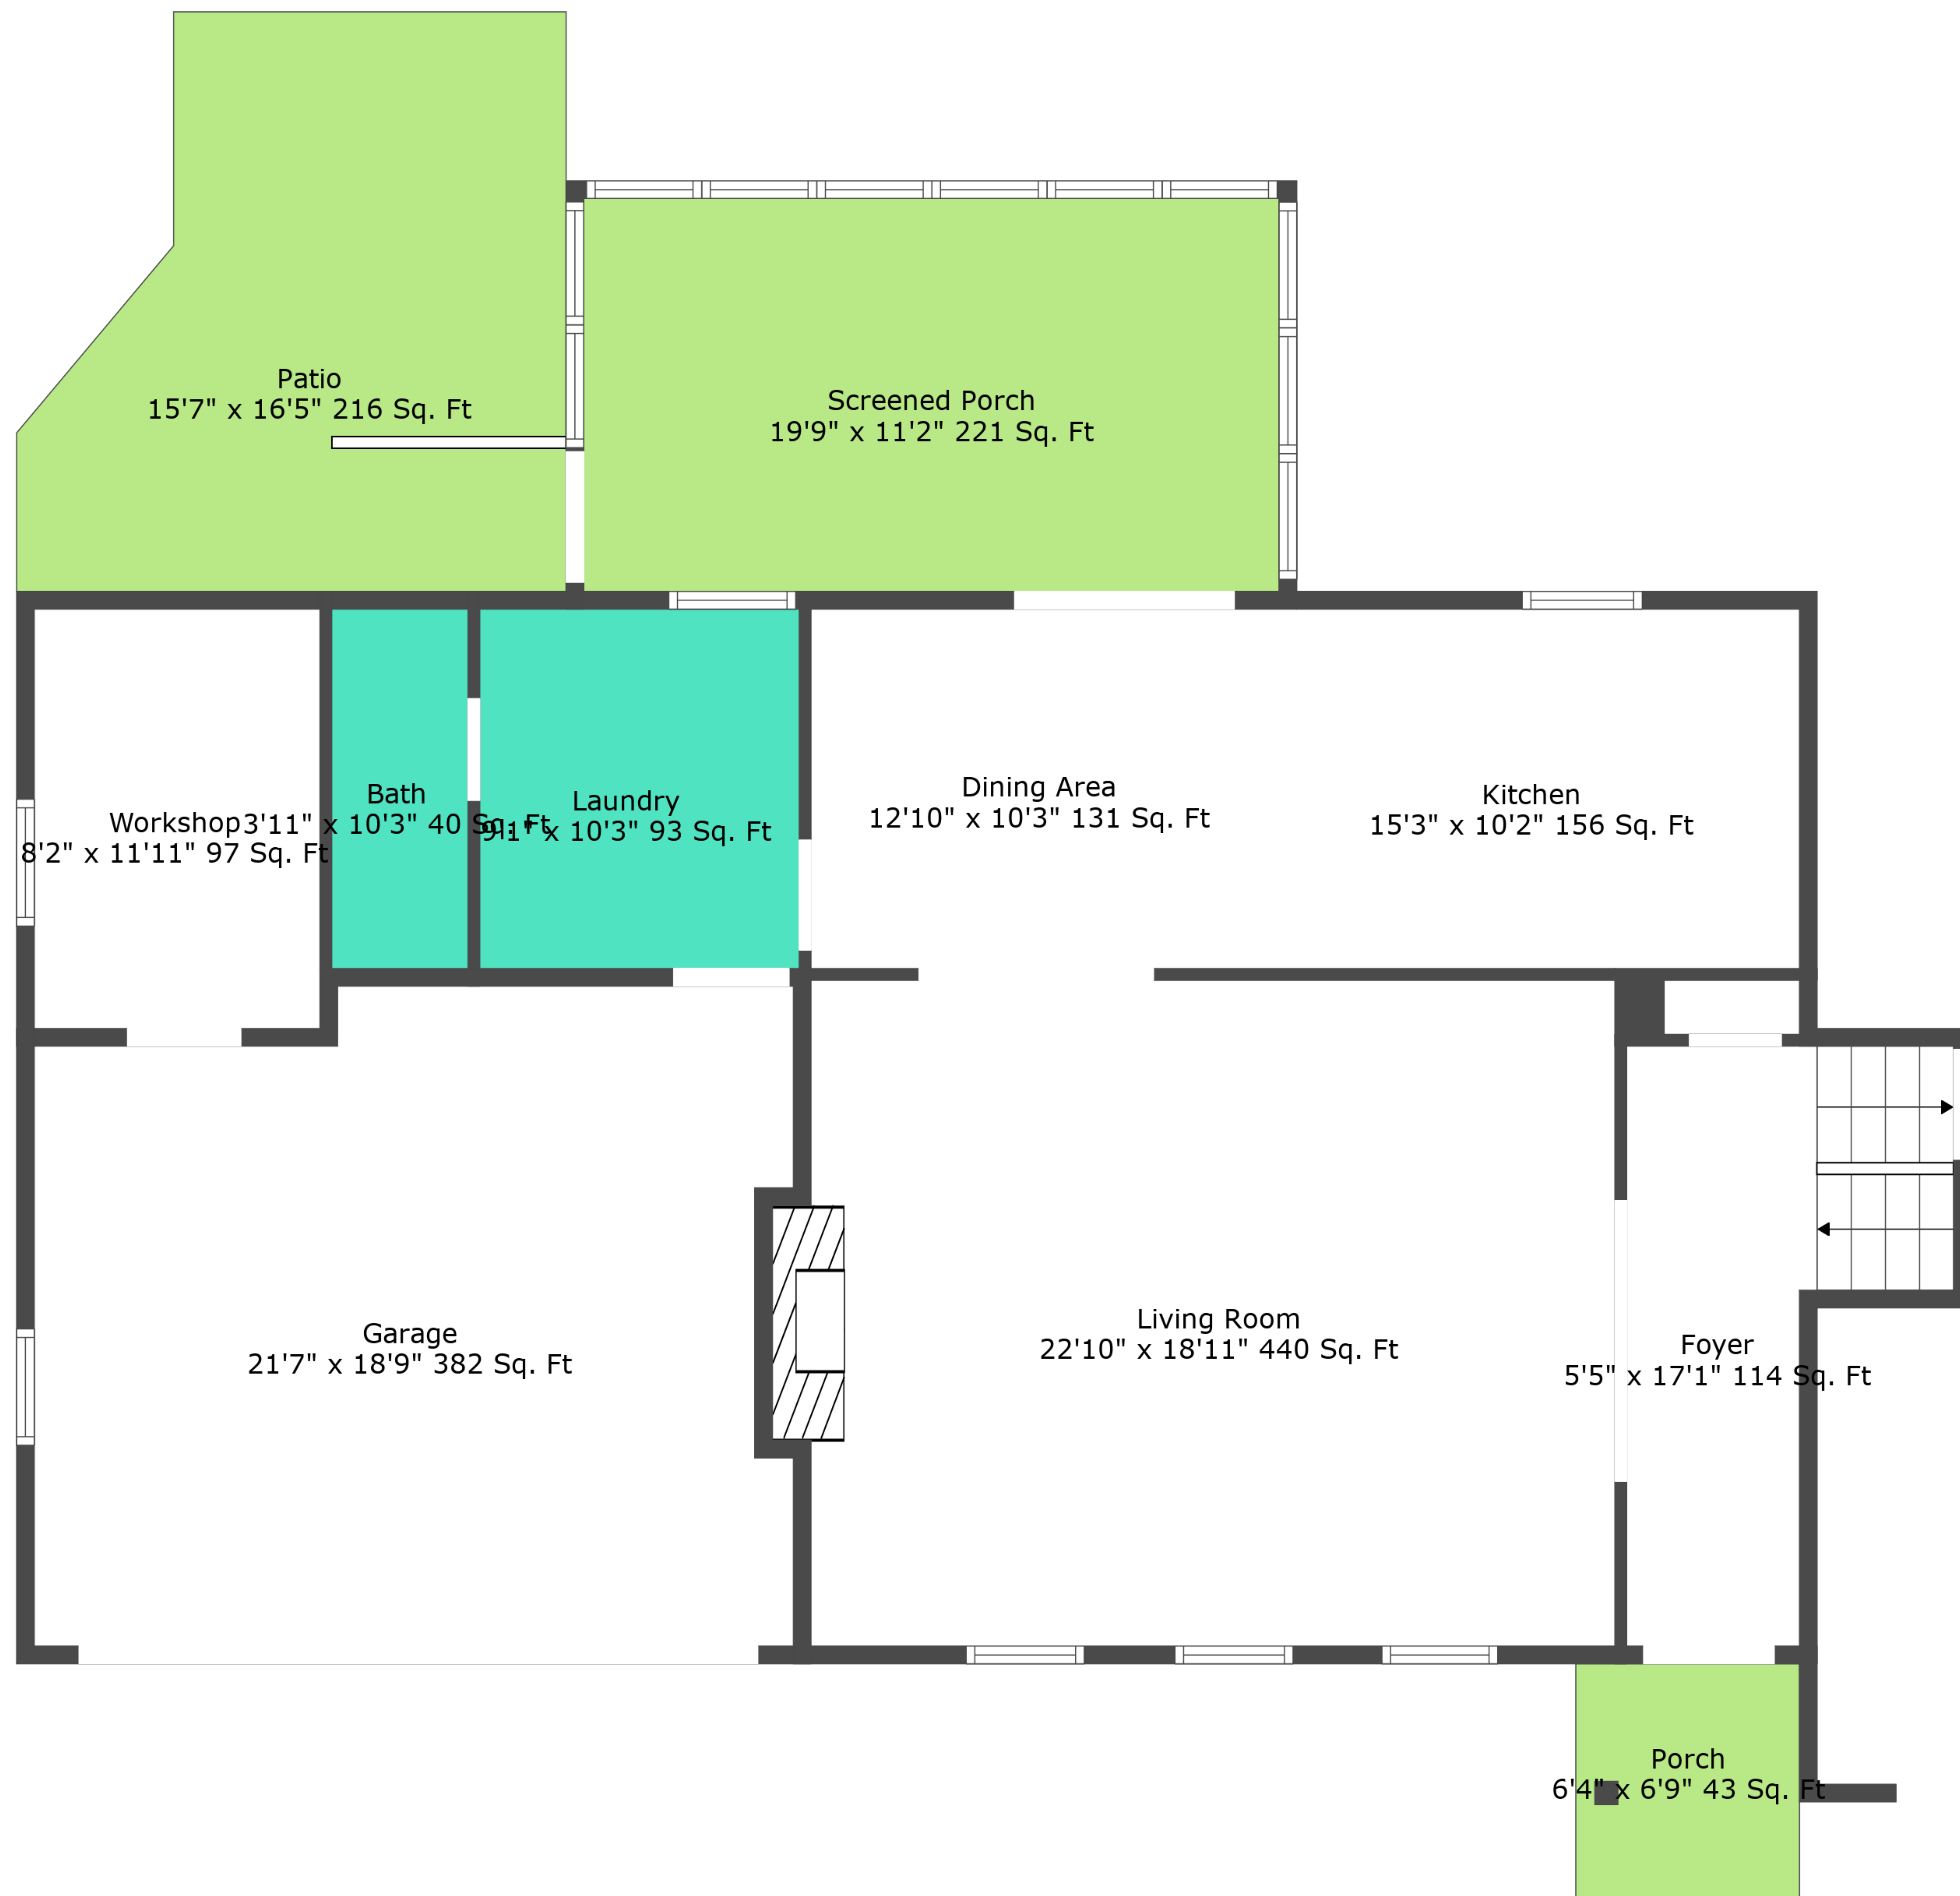 Patio
15'7" x 16'5" 216 Sq. Ft
Screened Porch
19'9" x 11'2" 221 Sq. Ft
Workshop
8'2" x 11'11" 97 Sq. Ft
Bath
3'11" x 10'3" 40 Sq. Ft
Laundry
9'1" x 10'3" 93 Sq. Ft
Dining Area
12'10" x 10'3" 131 Sq. Ft
Kitchen
15'3" x 10'2" 156 Sq. Ft
Garage
21'7" x 18'9" 382 Sq. Ft
Living Room
22'10" x 18'11" 440 Sq. Ft
Foyer
5'5" x 17'1" 114 Sq. Ft
Porch
6'4" x 6'9" 43 Sq. Ft